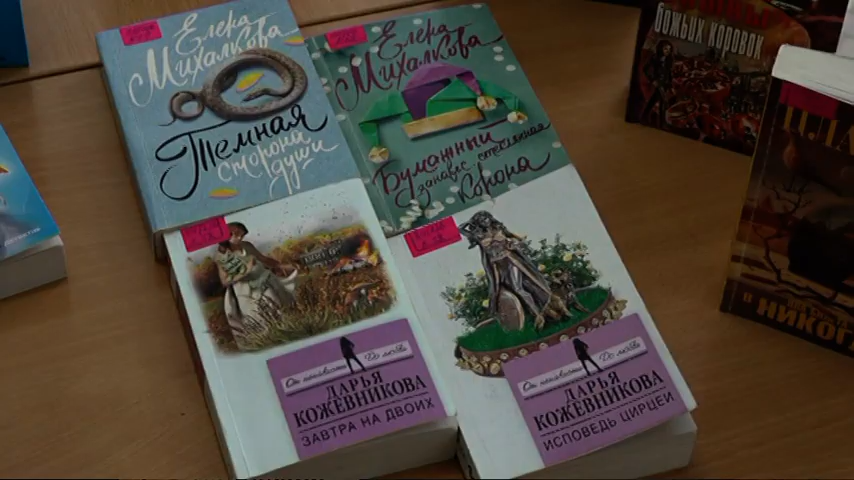 Елена
Михалкова
Темная
сторона
души
Елена
Михалкова
Бумажный
занавес, стеклянная
корона
От ненависти До любви
ДАРЬЯ
КОЖЕВНИКОВА
ЗАВТРА НА ДВОИХ
От ненависти До любви
ДАРЬЯ
КОЖЕВНИКОВА
ИСПОВЕДЬ ЦИРЦЕИ
божьих коровок